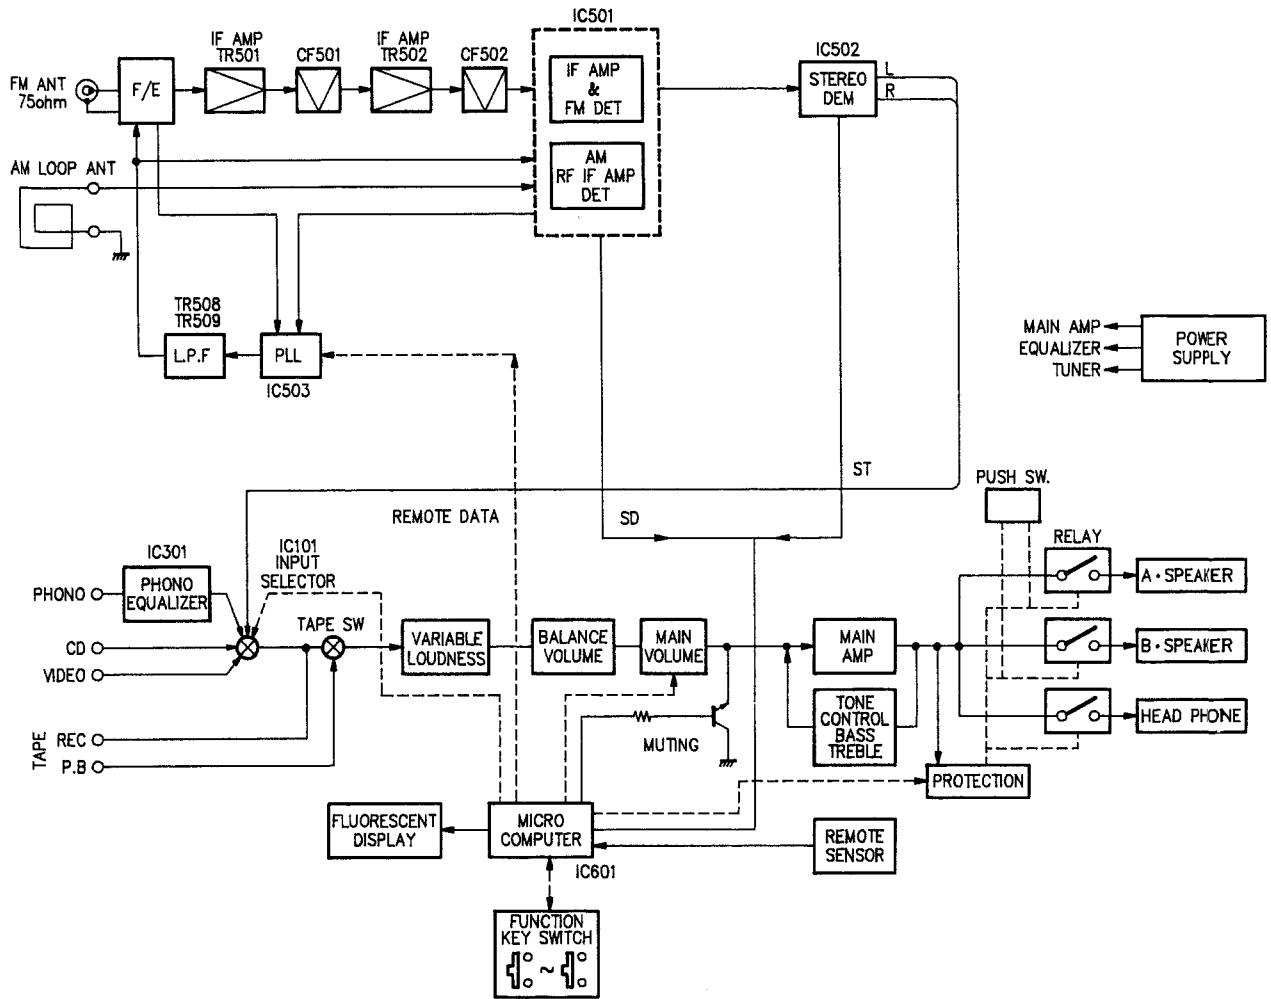 IC501
IF AMP
TR501
CF501
IF AMP
TR502
CF502
IC502
FM ANT
75ohm
F/E
IF AMP
&
FM DET
STEREO
DEM
L
R
AM LOOP ANT
AM
RF IF AMP
DET
TR508
TR509
L.P.F
PLL
IC503
MAIN AMP
EQUALIZER
TUNER
POWER
SUPPLY
ST
REMOTE DATA
SD
PUSH SW.
RELAY
IC301
IC101
INPUT
SELECTOR
PHONO
PHONO
EQUALIZER
A·SPEAKER
CD
VIDEO
TAPE SW
VARIABLE
LOUDNESS
BALANCE
VOLUME
MAIN
VOLUME
MAIN
AMP
B·SPEAKER
TAPE
REC
P.B
MUTING
TONE
CONTROL
BASS
TREBLE
HEAD PHONE
PROTECTION
FLUORESCENT
DISPLAY
MICRO
COMPUTER
IC601
REMOTE
SENSOR
FUNCTION
KEY SWITCH
~